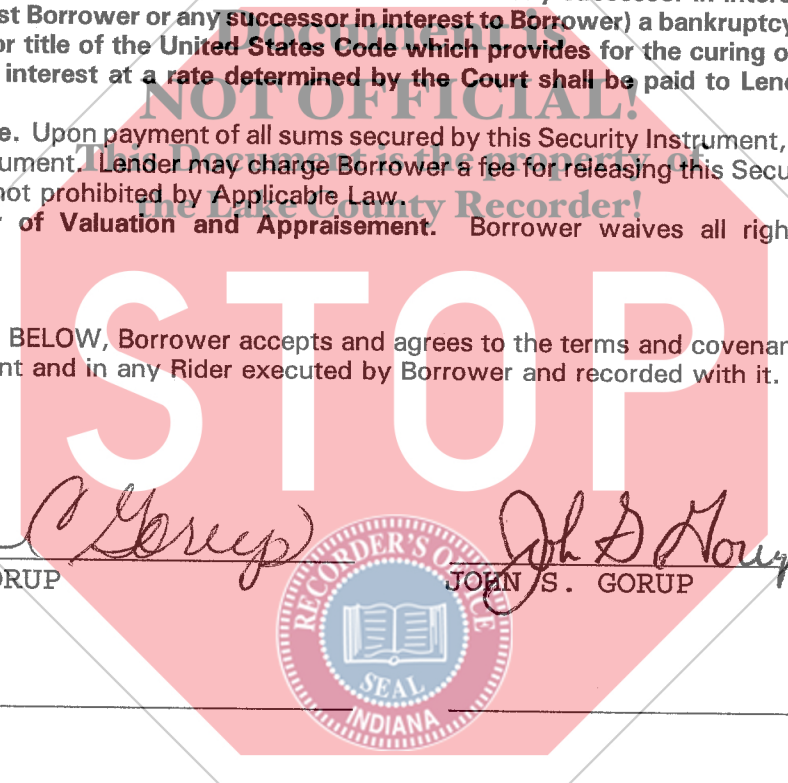 st Borrower or any successor in interest to Borrower) a bankruptcy
or title of the United States Code which provides for the curing o
interest at a rate determined by the Court shall be paid to Lend
e. Upon payment of all sums secured by this Security Instrument,
ument. Lender may charge Borrower a fee for releasing this Secu
not prohibited by Applicable Law.
of Valuation and Appraisement. Borrower waives all righ
Document is
NOT OFFICIAL!
This Document is the property of
the Lake County Recorder!
STOP
BELOW, Borrower accepts and agrees to the terms and covenan
nt and in any Rider executed by Borrower and recorded with it.
C Gorup
John S Goru
ORUP
JOHN S. GORUP
RECORDER'S OFFICE
SEAL
INDIANA